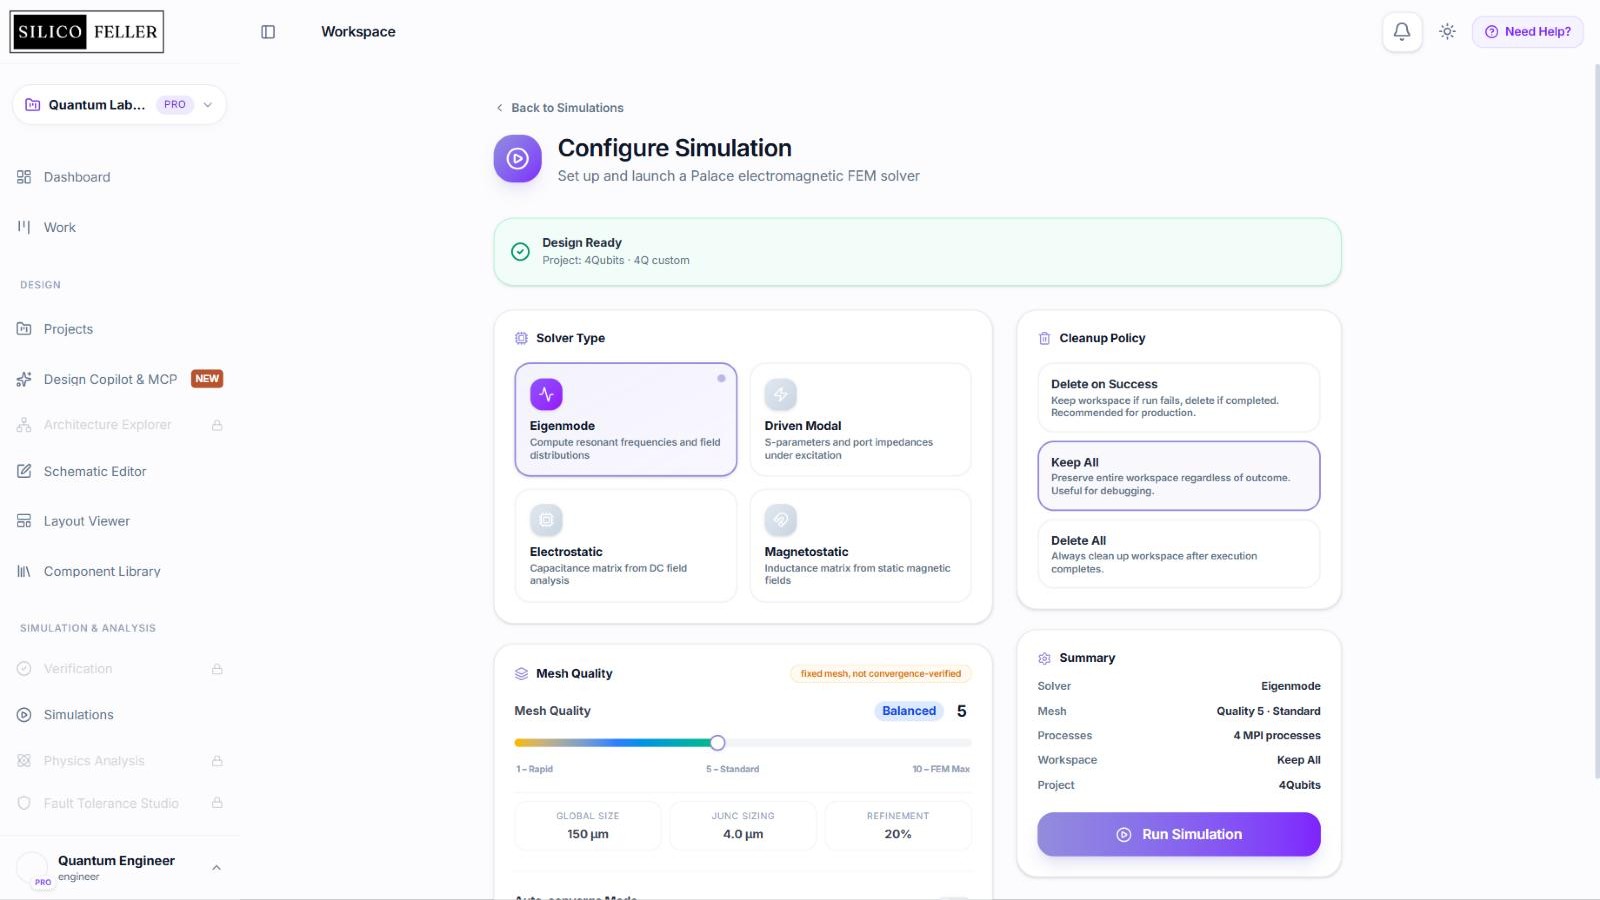 SILICO FELLER
Workspace
Need Help?
Quantum Lab...
PRO
Dashboard
Work
DESIGN
Projects
Design Copilot & MCP
NEW
Architecture Explorer
Schematic Editor
Layout Viewer
Component Library
SIMULATION & ANALYSIS
Verification
Simulations
Physics Analysis
Fault Tolerance Studio
Quantum Engineer
engineer
PRO
Back to Simulations
Configure Simulation
Set up and launch a Palace electromagnetic FEM solver
Design Ready
Project: 4Qubits · 4Q custom
Solver Type
Eigenmode
Compute resonant frequencies and field
distributions
Driven Modal
S-parameters and port impedances
under excitation
Electrostatic
Capacitance matrix from DC field
analysis
Magnetostatic
Inductance matrix from static magnetic
fields
Mesh Quality
fixed mesh, not convergence-verified
Mesh Quality
Balanced
5
1 – Rapid
5 – Standard
10 – FEM Max
GLOBAL SIZE
150 μm
JUNC SIZING
4.0 μm
REFINEMENT
20%
Auto-converge Mode
Cleanup Policy
Delete on Success
Keep workspace if run fails, delete if completed.
Recommended for production.
Keep All
Preserve entire workspace regardless of outcome.
Useful for debugging.
Delete All
Always clean up workspace after execution
completes.
Summary
Solver Eigenmode
Mesh Quality 5 · Standard
Processes 4 MPI processes
Workspace Keep All
Project 4Qubits
Run Simulation